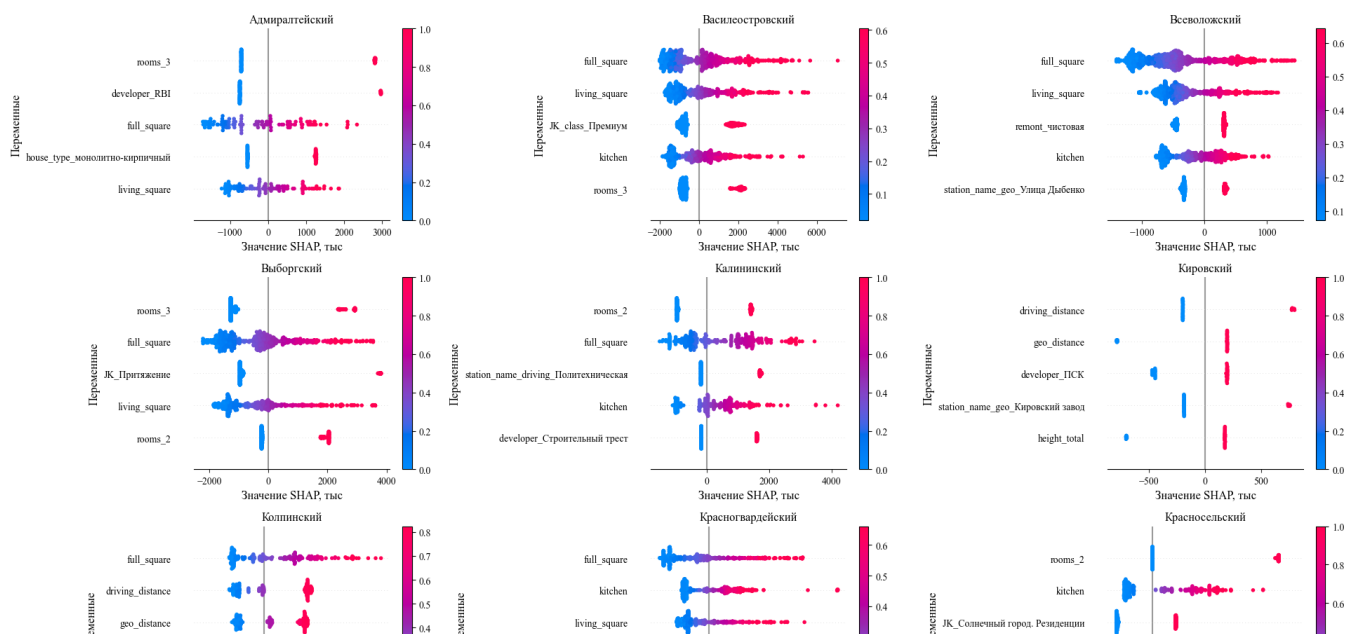 Адмиралтейский
Переменные
rooms_3
developer_RBI
full_square
house_type_монолитно-кирпичный
living_square
−1000 0 1000 2000 3000
Значение SHAP, тыс
1.0
0.8
0.6
0.4
0.2
0.0
Василеостровский
Переменные
full_square
living_square
JK_class_Премиум
kitchen
rooms_3
−2000 0 2000 4000 6000
Значение SHAP, тыс
0.6
0.5
0.4
0.3
0.2
0.1
Всеволожский
Переменные
full_square
living_square
remont_чистовая
kitchen
station_name_geo_Улица Дыбенко
−1000 0 1000
Значение SHAP, тыс
0.6
0.5
0.4
0.3
0.2
0.1
Выборгский
Переменные
rooms_3
full_square
JK_Притяжение
living_square
rooms_2
−2000 0 2000
Значение SHAP, тыс
1.0
0.8
0.6
0.4
0.2
0.0
Калининский
Переменные
rooms_2
full_square
station_name_driving_Политехническая
kitchen
developer_Строительный трест
0 2000 4000
Значение SHAP, тыс
1.0
0.8
0.6
0.4
0.2
0.0
Кировский
Переменные
driving_distance
geo_distance
developer_ПСК
station_name_geo_Кировский завод
height_total
−500 0 500
Значение SHAP, тыс
1.0
0.8
0.6
0.4
0.2
0.0
Колпинский
full_square
driving_distance
geo_distance
0.8
0.7
0.6
0.5
0.4
Красногвардейский
full_square
kitchen
living_square
0.6
0.5
0.4
Красносельский
rooms_2
kitchen
JK_Солнечный город. Резиденции
1.0
0.8
0.6